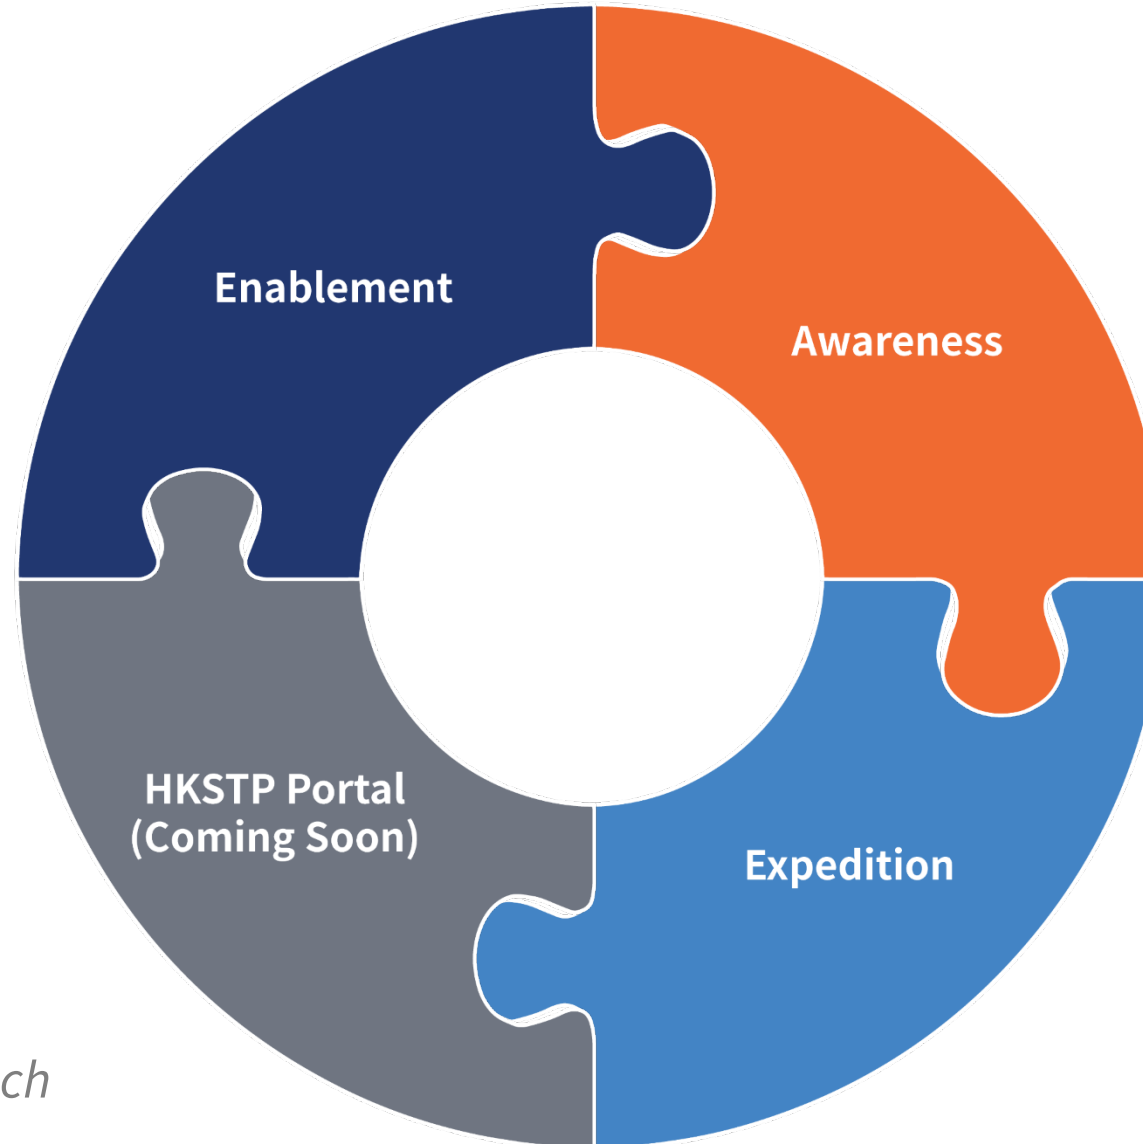 Enablement
Awareness
HKSTP Portal
(Coming Soon)
Expedition
ch